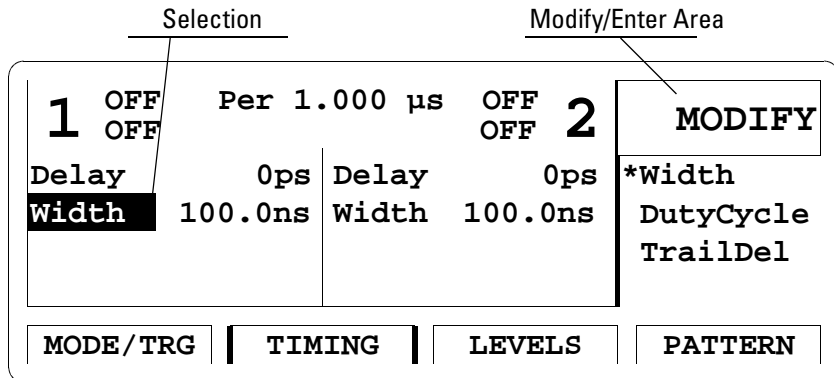 Selection Modify/Enter Area
1 OFF Per 1.000 µs OFF 2 MODIFY
OFF OFF
Delay 0ps Delay 0ps *Width
Width 100.0ns Width 100.0ns DutyCycle
TrailDel
MODE/TRG TIMING LEVELS PATTERN